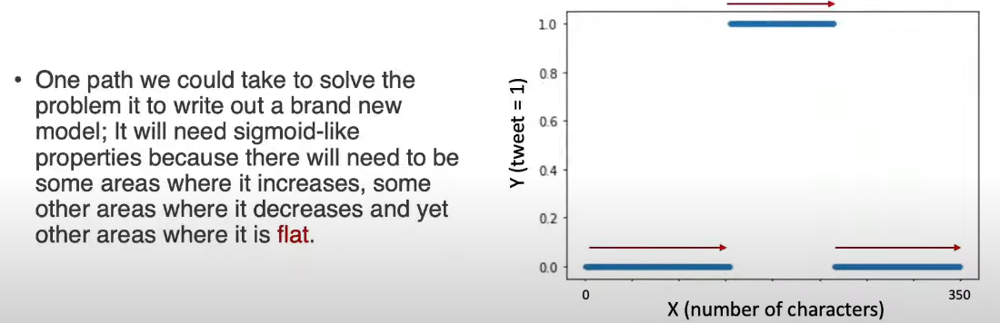 • One path we could take to solve the
problem it to write out a brand new
model; It will need sigmoid-like
properties because there will need to be
some areas where it increases, some
other areas where it decreases and yet
other areas where it is flat.
Y (tweet = 1)
1.0
0.8
0.6
0.4
0.2
0.0
0
350
X (number of characters)